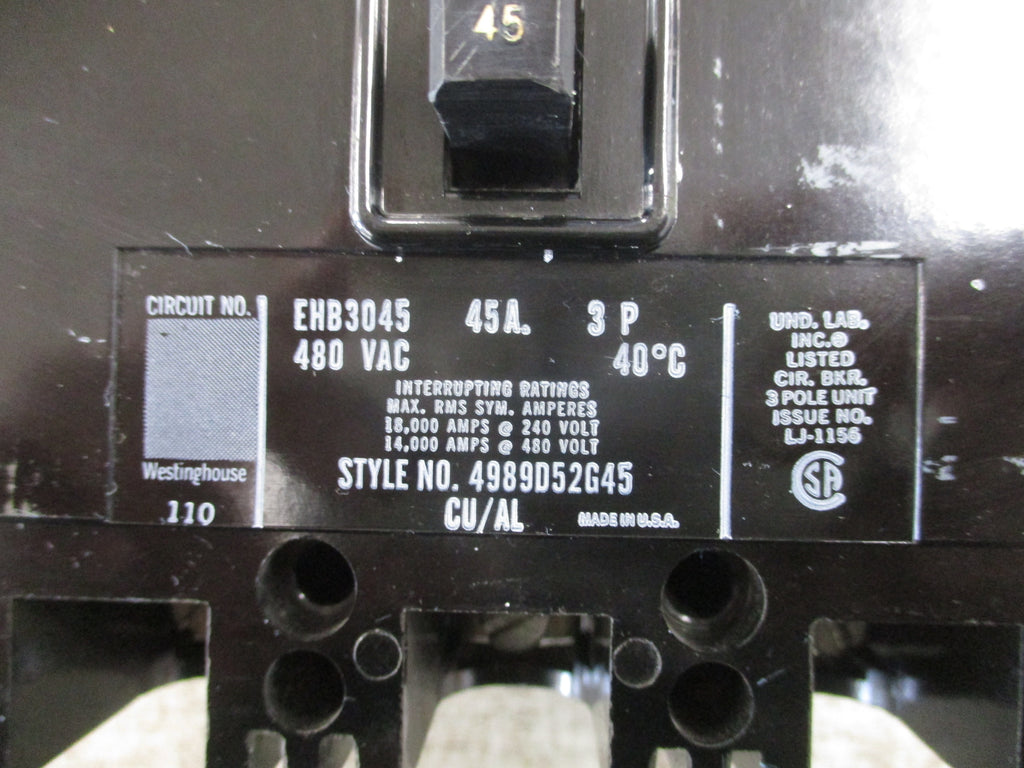 45
CIRCUIT NO.
Westinghouse
110
EHB3045 45A. 3 P
480 VAC 40°C
INTERRUPTING RATINGS
MAX. RMS SYM. AMPERES
18,000 AMPS @ 240 VOLT
14,000 AMPS @ 480 VOLT
STYLE NO. 4989D52G45
CU/AL MADE IN U.S.A.
UND. LAB.
INC.®
LISTED
CIR. BKR.
3 POLE UNIT
ISSUE NO.
LJ-1156
CSA